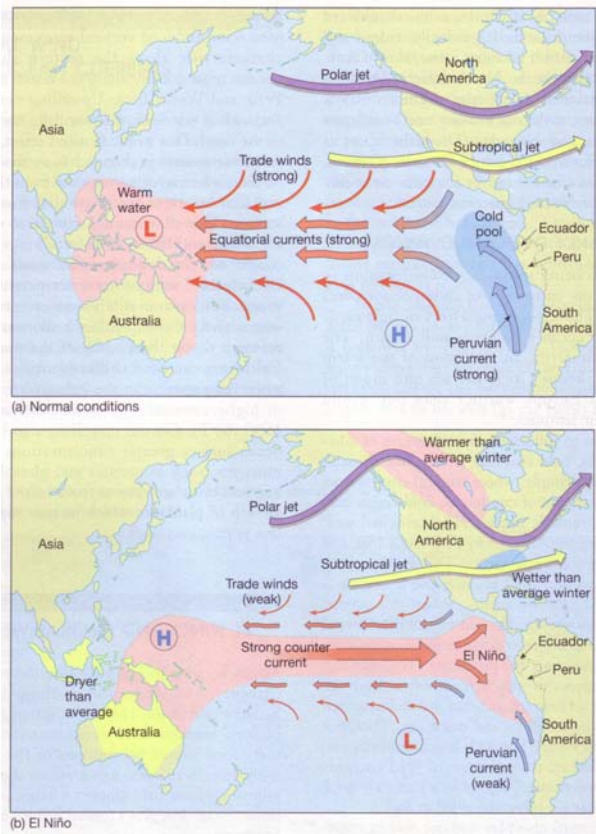 Polar jet
North
America
Asia
Subtropical jet
Trade winds
(strong)
Warm
water
L
Cold
pool
Ecuador
Equatorial currents (strong)
Peru
Australia
H
South
America
Peruvian
current
(strong)
(a) Normal conditions
Warmer than
average winter
Polar jet
North
America
Asia
Subtropical jet
Trade winds
(weak)
Wetter than
average winter
H
Strong counter
current
El Niño
Ecuador
Peru
Dryer
than
average
Australia
South
America
L
Peruvian
current
(weak)
(b) El Niño